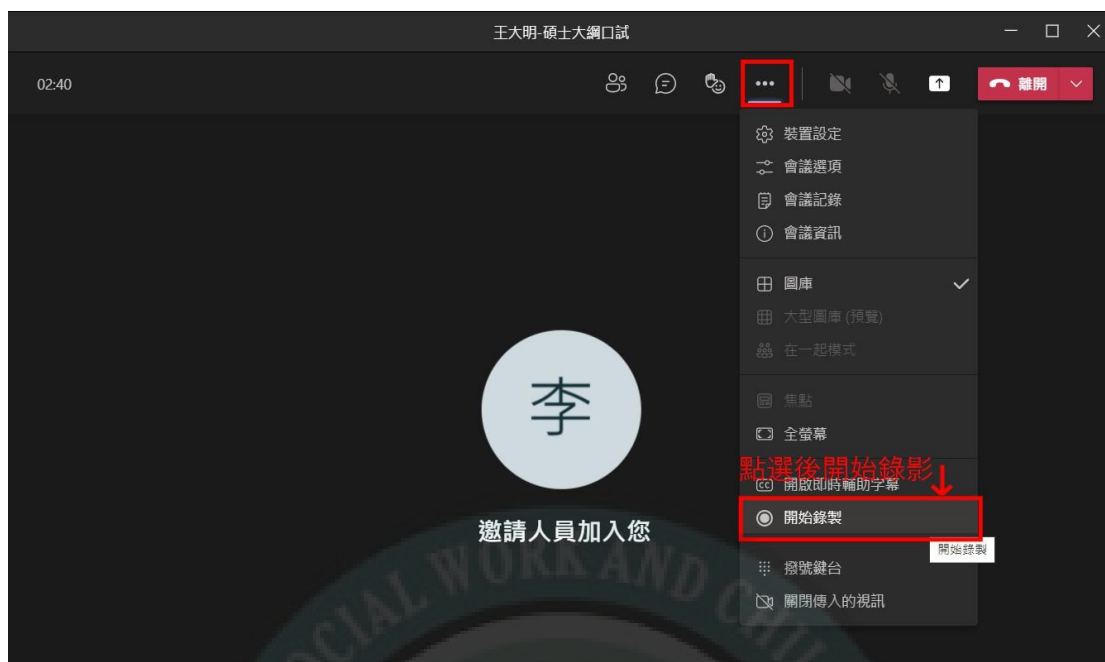 王大明-碩士大綱口試
02:40
離開
裝置設定
會議選項
會議記錄
會議資訊
圖庫
大型圖庫 (預覽)
在一起模式
焦點
全螢幕
點選後開始錄影↓
開啟即時輔助字幕
開始錄製
開始錄製
撥號鍵台
關閉傳入的視訊
李
邀請人員加入您
SOCIAL WORK AND CHIL